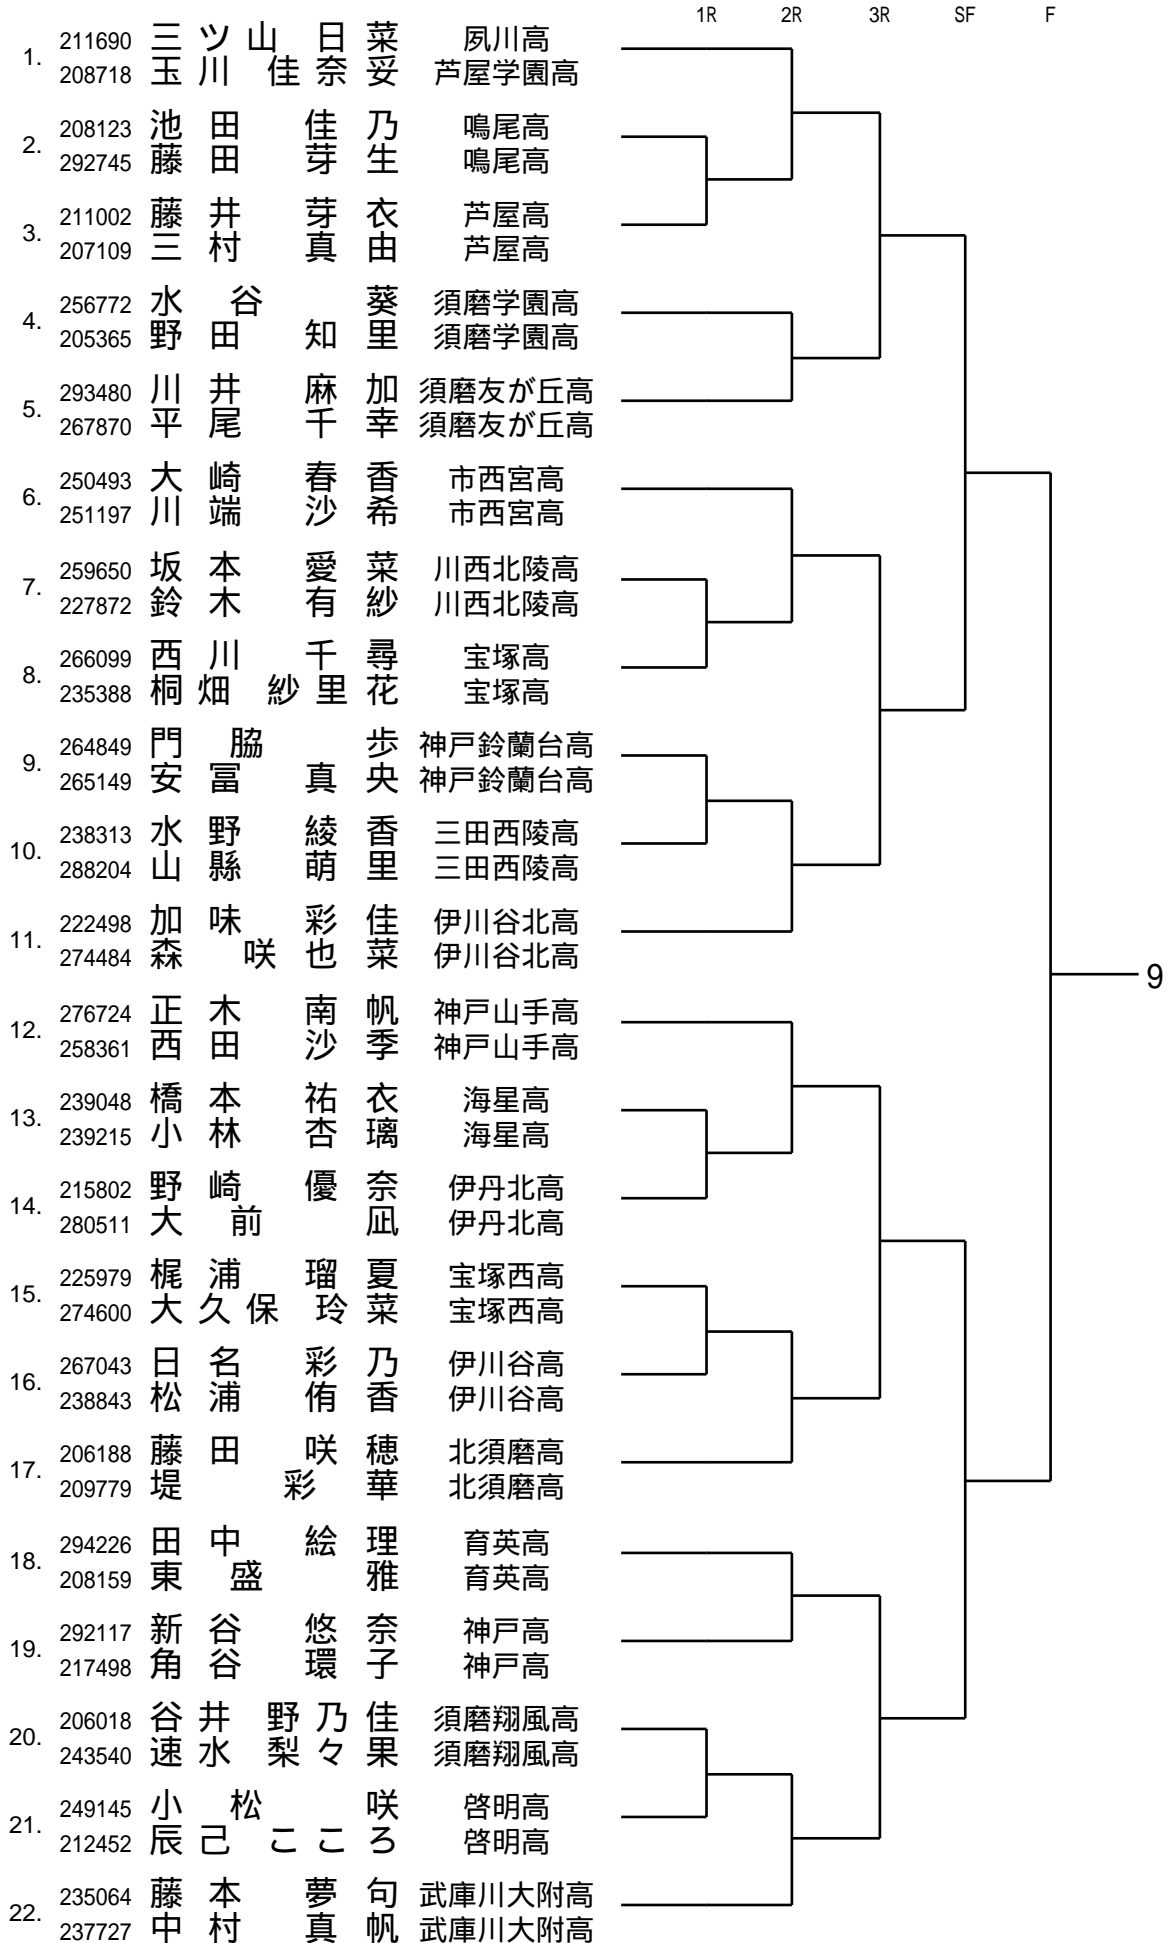 1R 2R 3R SF F
1. 211690 三ツ山 日菜 夙川高
208718 玉川 佳奈妥 芦屋学園高
2. 208123 池田 佳乃 鳴尾高
292745 藤田 芽生 鳴尾高
3. 211002 藤井 芽衣 芦屋高
207109 三村 真由 芦屋高
4. 256772 水谷 葵 須磨学園高
205365 野田 知里 須磨学園高
5. 293480 川井 麻加 須磨友が丘高
267870 平尾 千幸 須磨友が丘高
6. 250493 大崎 春香 市西宮高
251197 川端 沙希 市西宮高
7. 259650 坂本 愛菜 川西北陵高
227872 鈴木 有紗 川西北陵高
8. 266099 西川 千尋 宝塚高
235388 桐畑 紗里花 宝塚高
9. 264849 門脇 歩 神戸鈴蘭台高
265149 安冨 真央 神戸鈴蘭台高
10. 238313 水野 綾香 三田西陵高
288204 山縣 萌里 三田西陵高
11. 222498 加味 彩佳 伊川谷北高
274484 森 咲也菜 伊川谷北高
9
12. 276724 正木 南帆 神戸山手高
258361 西田 沙季 神戸山手高
13. 239048 橋本 祐衣 海星高
239215 小林 杏璃 海星高
14. 215802 野崎 優奈 伊丹北高
280511 大前 凪 伊丹北高
15. 225979 梶浦 瑠夏 宝塚西高
274600 大久保 玲菜 宝塚西高
16. 267043 日名 彩乃 伊川谷高
238843 松浦 侑香 伊川谷高
17. 206188 藤田 咲穂 北須磨高
209779 堤 彩華 北須磨高
18. 294226 田中 絵理 育英高
208159 東盛 雅 育英高
19. 292117 新谷 悠奈 神戸高
217498 角谷 環子 神戸高
20. 206018 谷井 野乃佳 須磨翔風高
243540 速水 梨々果 須磨翔風高
21. 249145 小松 咲 啓明高
212452 辰己 こころ 啓明高
22. 235064 藤本 夢句 武庫川大附高
237727 中村 真帆 武庫川大附高